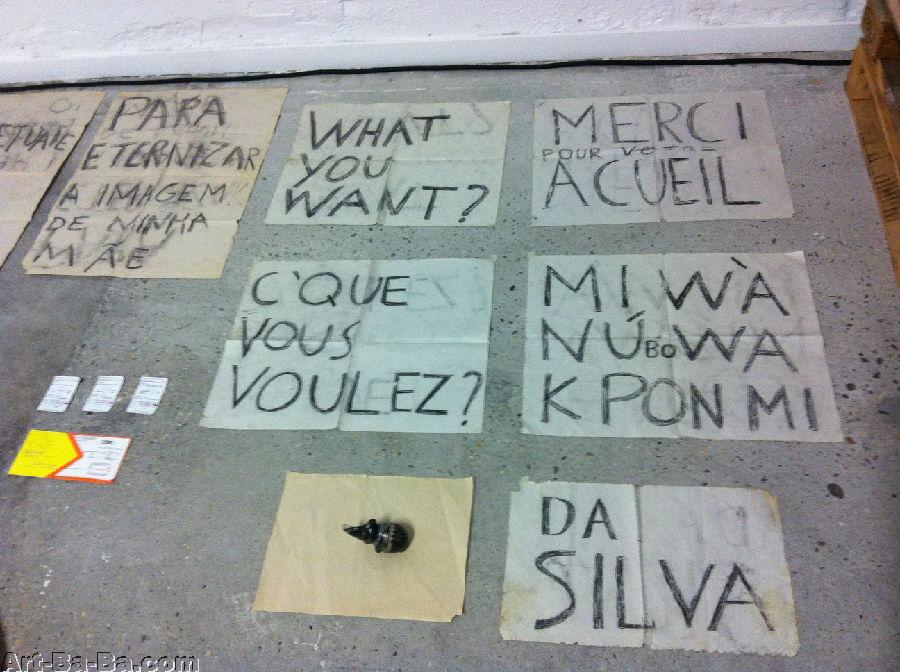 ETUATE
PARA
ETERNIZAR
A IMAGEM
DE MINHA
MÃE
WHAT
YOU
WANT?
MERCI
POUR VOTRE
ACUEIL
C'QUE
VOUS
VOULEZ?
MI WÀ
NÚ BO WA
K PON MI
DA
SILVA
Art-Ba-Ba.com